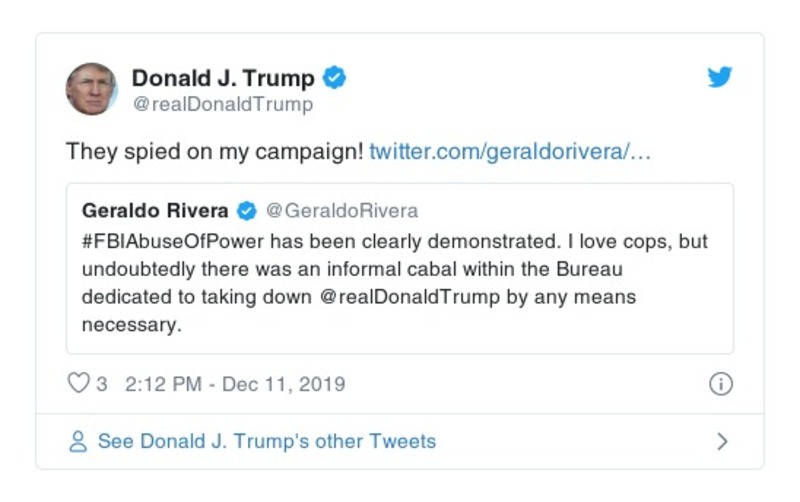 Donald J. Trump
@realDonaldTrump
They spied on my campaign! twitter.com/geraldorivera/…
Geraldo Rivera @GeraldoRivera
#FBIAbuseOfPower has been clearly demonstrated. I love cops, but
undoubtedly there was an informal cabal within the Bureau
dedicated to taking down @realDonaldTrump by any means
necessary.
3 2:12 PM - Dec 11, 2019
See Donald J. Trump's other Tweets